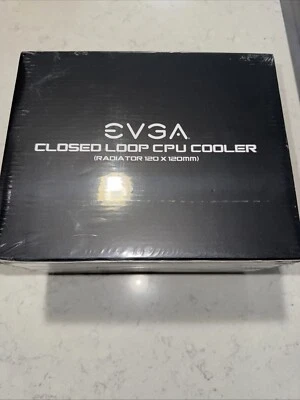 EVGA
CLOSED LOOP CPU COOLER
(RADIATOR 120 X 120mm)